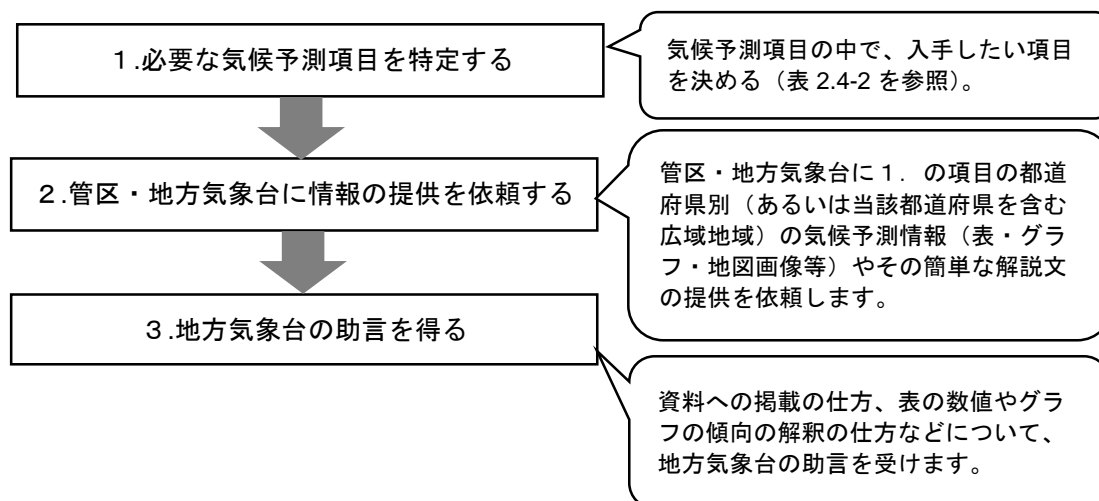 １.必要な気候予測項目を特定する
気候予測項目の中で、入手したい項目
を決める（表 2.4-2 を参照）。
２.管区・地方気象台に情報の提供を依頼する
管区・地方気象台に１．の項目の都道
府県別（あるいは当該都道府県を含む
広域地域）の気候予測情報（表・グラ
フ・地図画像等）やその簡単な解説文
の提供を依頼します。
３.地方気象台の助言を得る
資料への掲載の仕方、表の数値やグラ
フの傾向の解釈の仕方などについて、
地方気象台の助言を受けます。